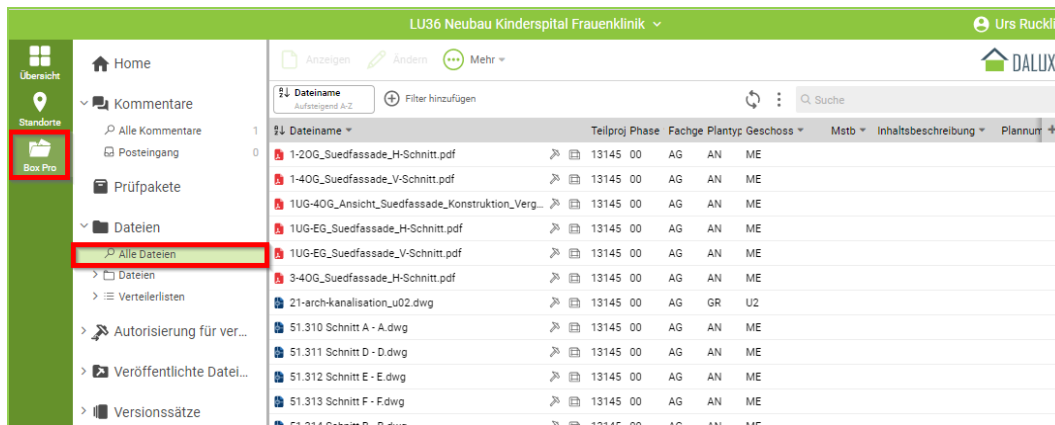 LU36 Neubau Kinderspital Frauenklinik
Urs Ruckli
Übersicht
Standorte
Box Pro
Home
Kommentare
Alle Kommentare 1
Posteingang 0
Prüfpakete
Dateien
Alle Dateien
Dateien
Verteilerlisten
Autorisierung für ver...
Veröffentlichte Datei...
Versionssätze
Anzeigen Ändern Mehr
DALUX
Dateiname
Aufsteigend A-Z
Filter hinzufügen
Suche
Dateiname Teilproj Phase Fachge Plantyp Geschoss Mstb Inhaltsbeschreibung Plannum
1-2OG_Suedfassade_H-Schnitt.pdf 13145 00 AG AN ME
1-4OG_Suedfassade_V-Schnitt.pdf 13145 00 AG AN ME
1UG-4OG_Ansicht_Suedfassade_Konstruktion_Verg... 13145 00 AG AN ME
1UG-EG_Suedfassade_H-Schnitt.pdf 13145 00 AG AN ME
1UG-EG_Suedfassade_V-Schnitt.pdf 13145 00 AG AN ME
3-4OG_Suedfassade_H-Schnitt.pdf 13145 00 AG AN ME
21-arch-kanalisation_u02.dwg 13145 00 AG GR U2
51.310 Schnitt A - A.dwg 13145 00 AG AN ME
51.311 Schnitt D - D.dwg 13145 00 AG AN ME
51.312 Schnitt E - E.dwg 13145 00 AG AN ME
51.313 Schnitt F - F.dwg 13145 00 AG AN ME